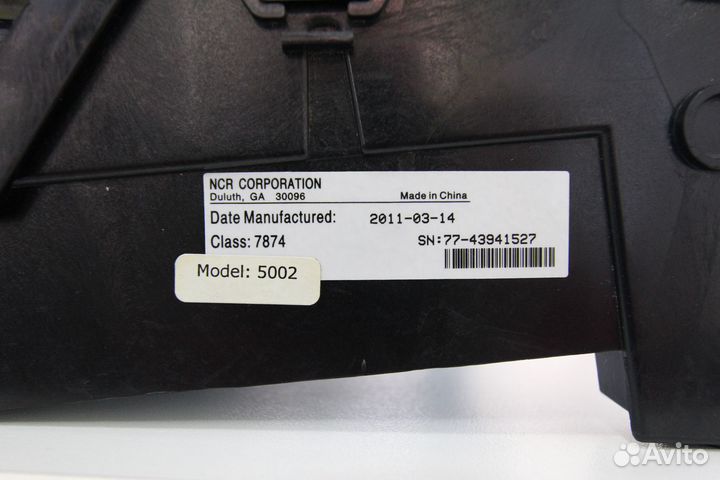 NCR CORPORATION
Duluth, GA 30096 Made in China
Date Manufactured: 2011-03-14
Class: 7874 SN:77-43941527
Model: 5002
Avito